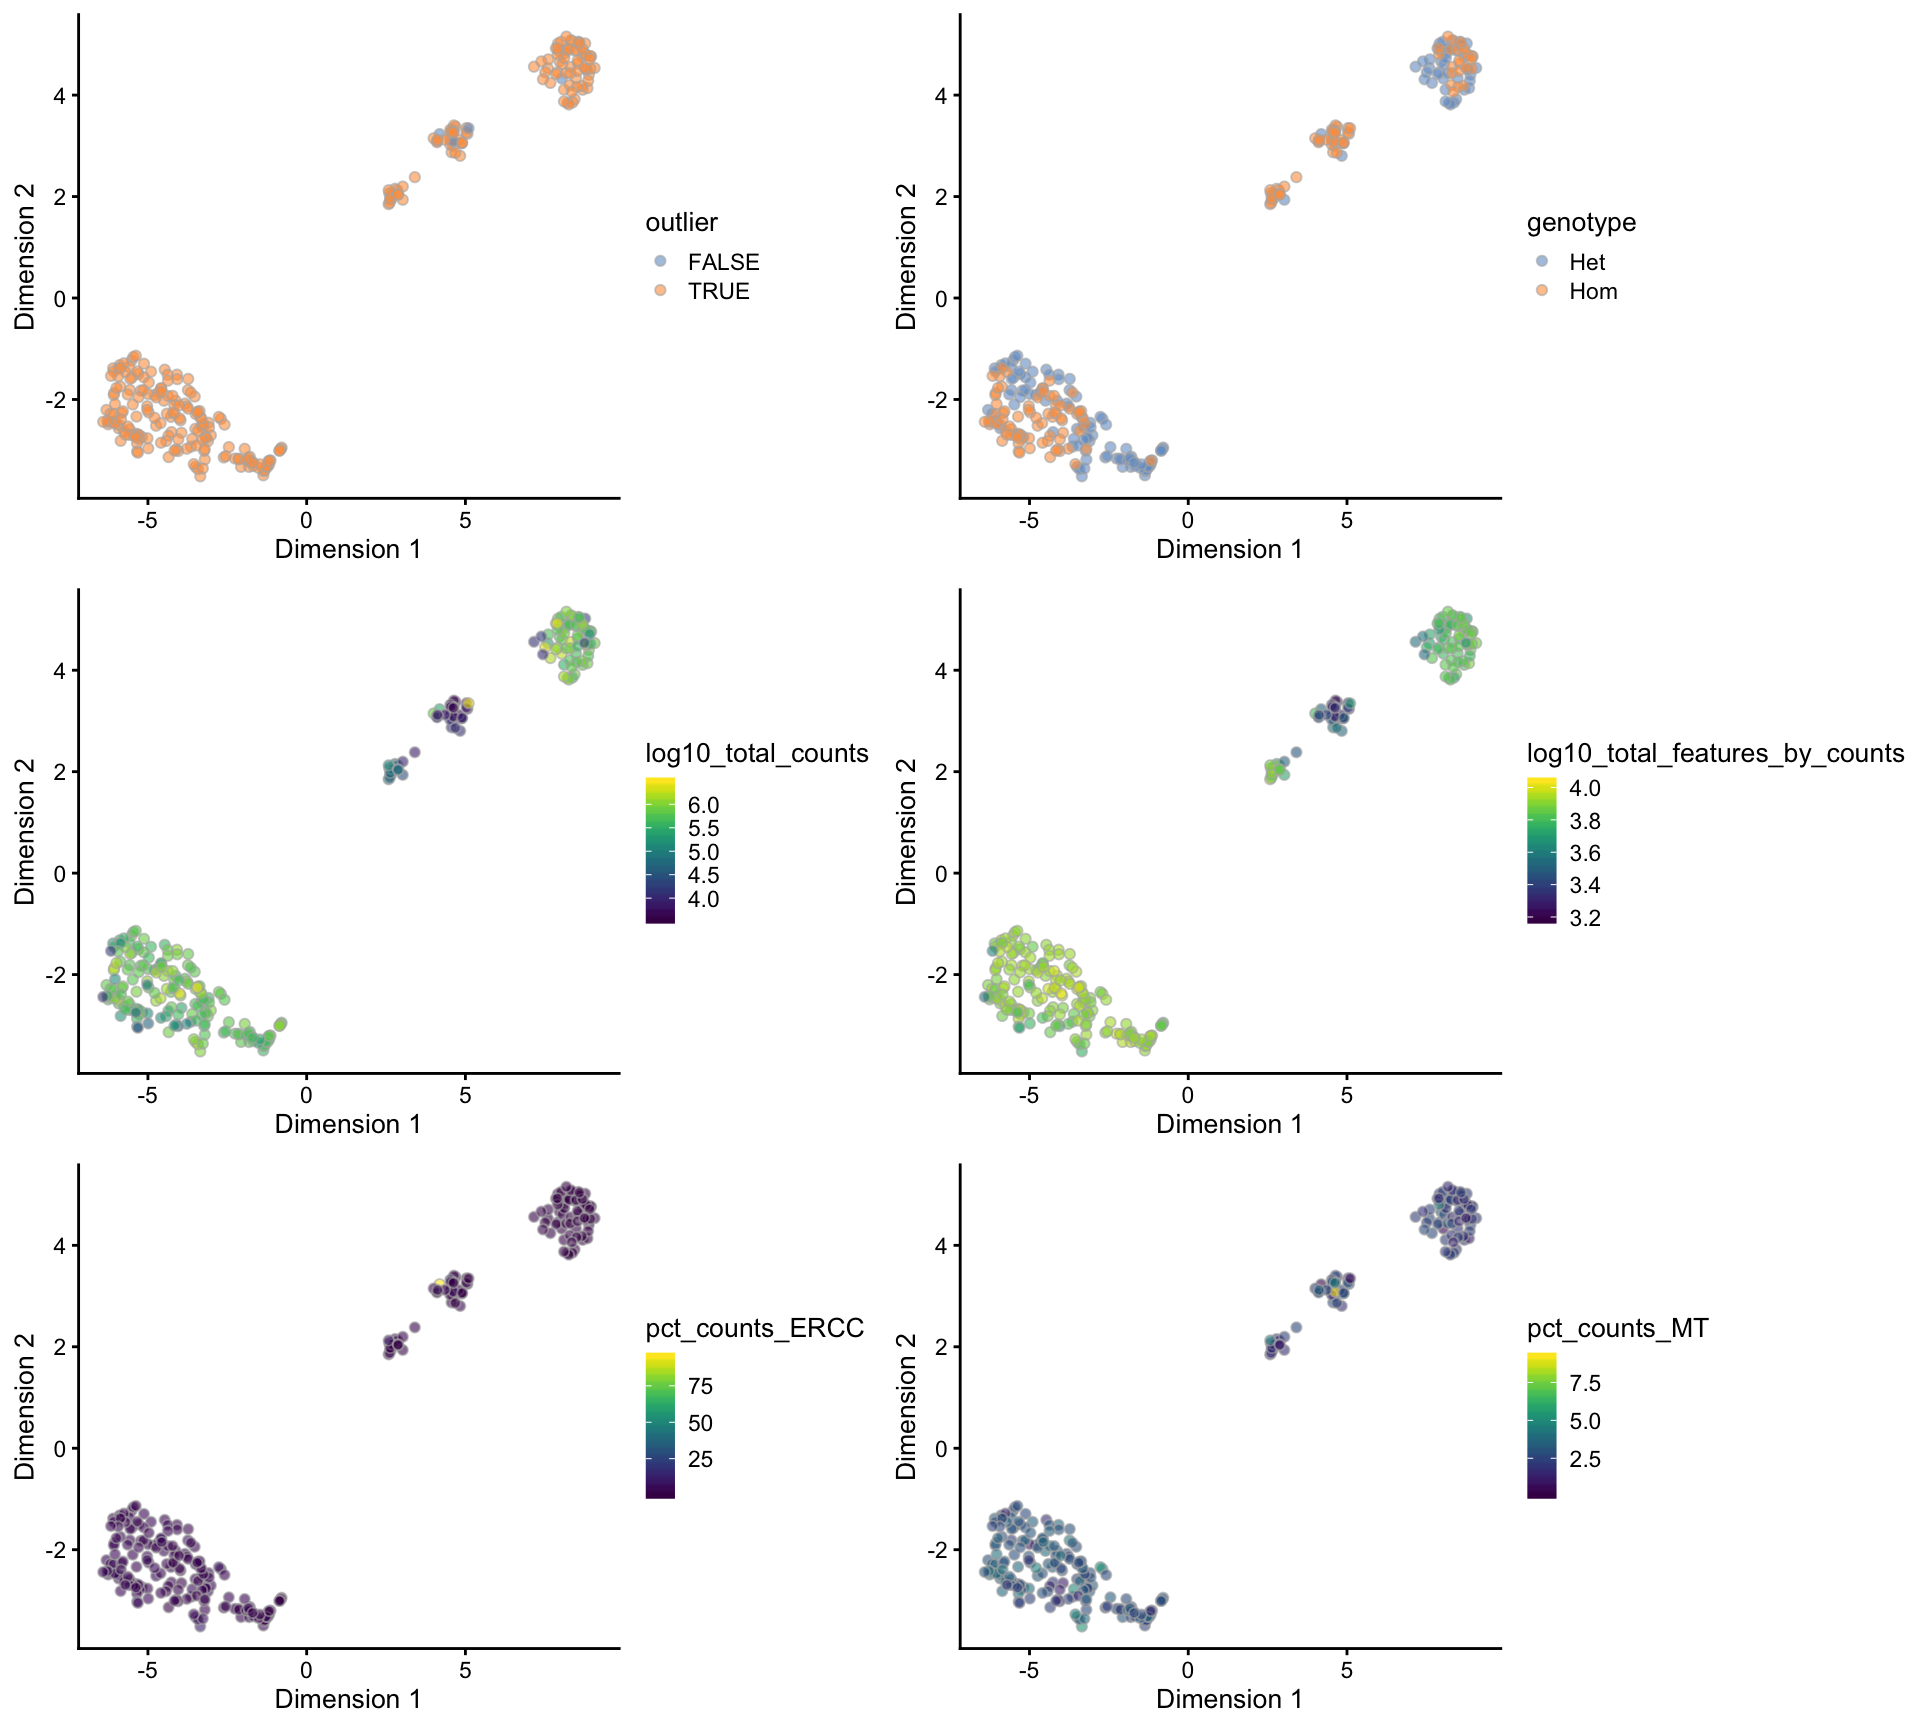 Dimension 2
4
2
0
-2
-5
0
5
Dimension 1
outlier
FALSE
TRUE
Dimension 2
4
2
0
-2
-5
0
5
Dimension 1
genotype
Het
Hom
Dimension 2
4
2
0
-2
-5
0
5
Dimension 1
log10_total_counts
6.0
5.5
5.0
4.5
4.0
Dimension 2
4
2
0
-2
-5
0
5
Dimension 1
log10_total_features_by_counts
4.0
3.8
3.6
3.4
3.2
Dimension 2
4
2
0
-2
-5
0
5
Dimension 1
pct_counts_ERCC
75
50
25
Dimension 2
4
2
0
-2
-5
0
5
Dimension 1
pct_counts_MT
7.5
5.0
2.5